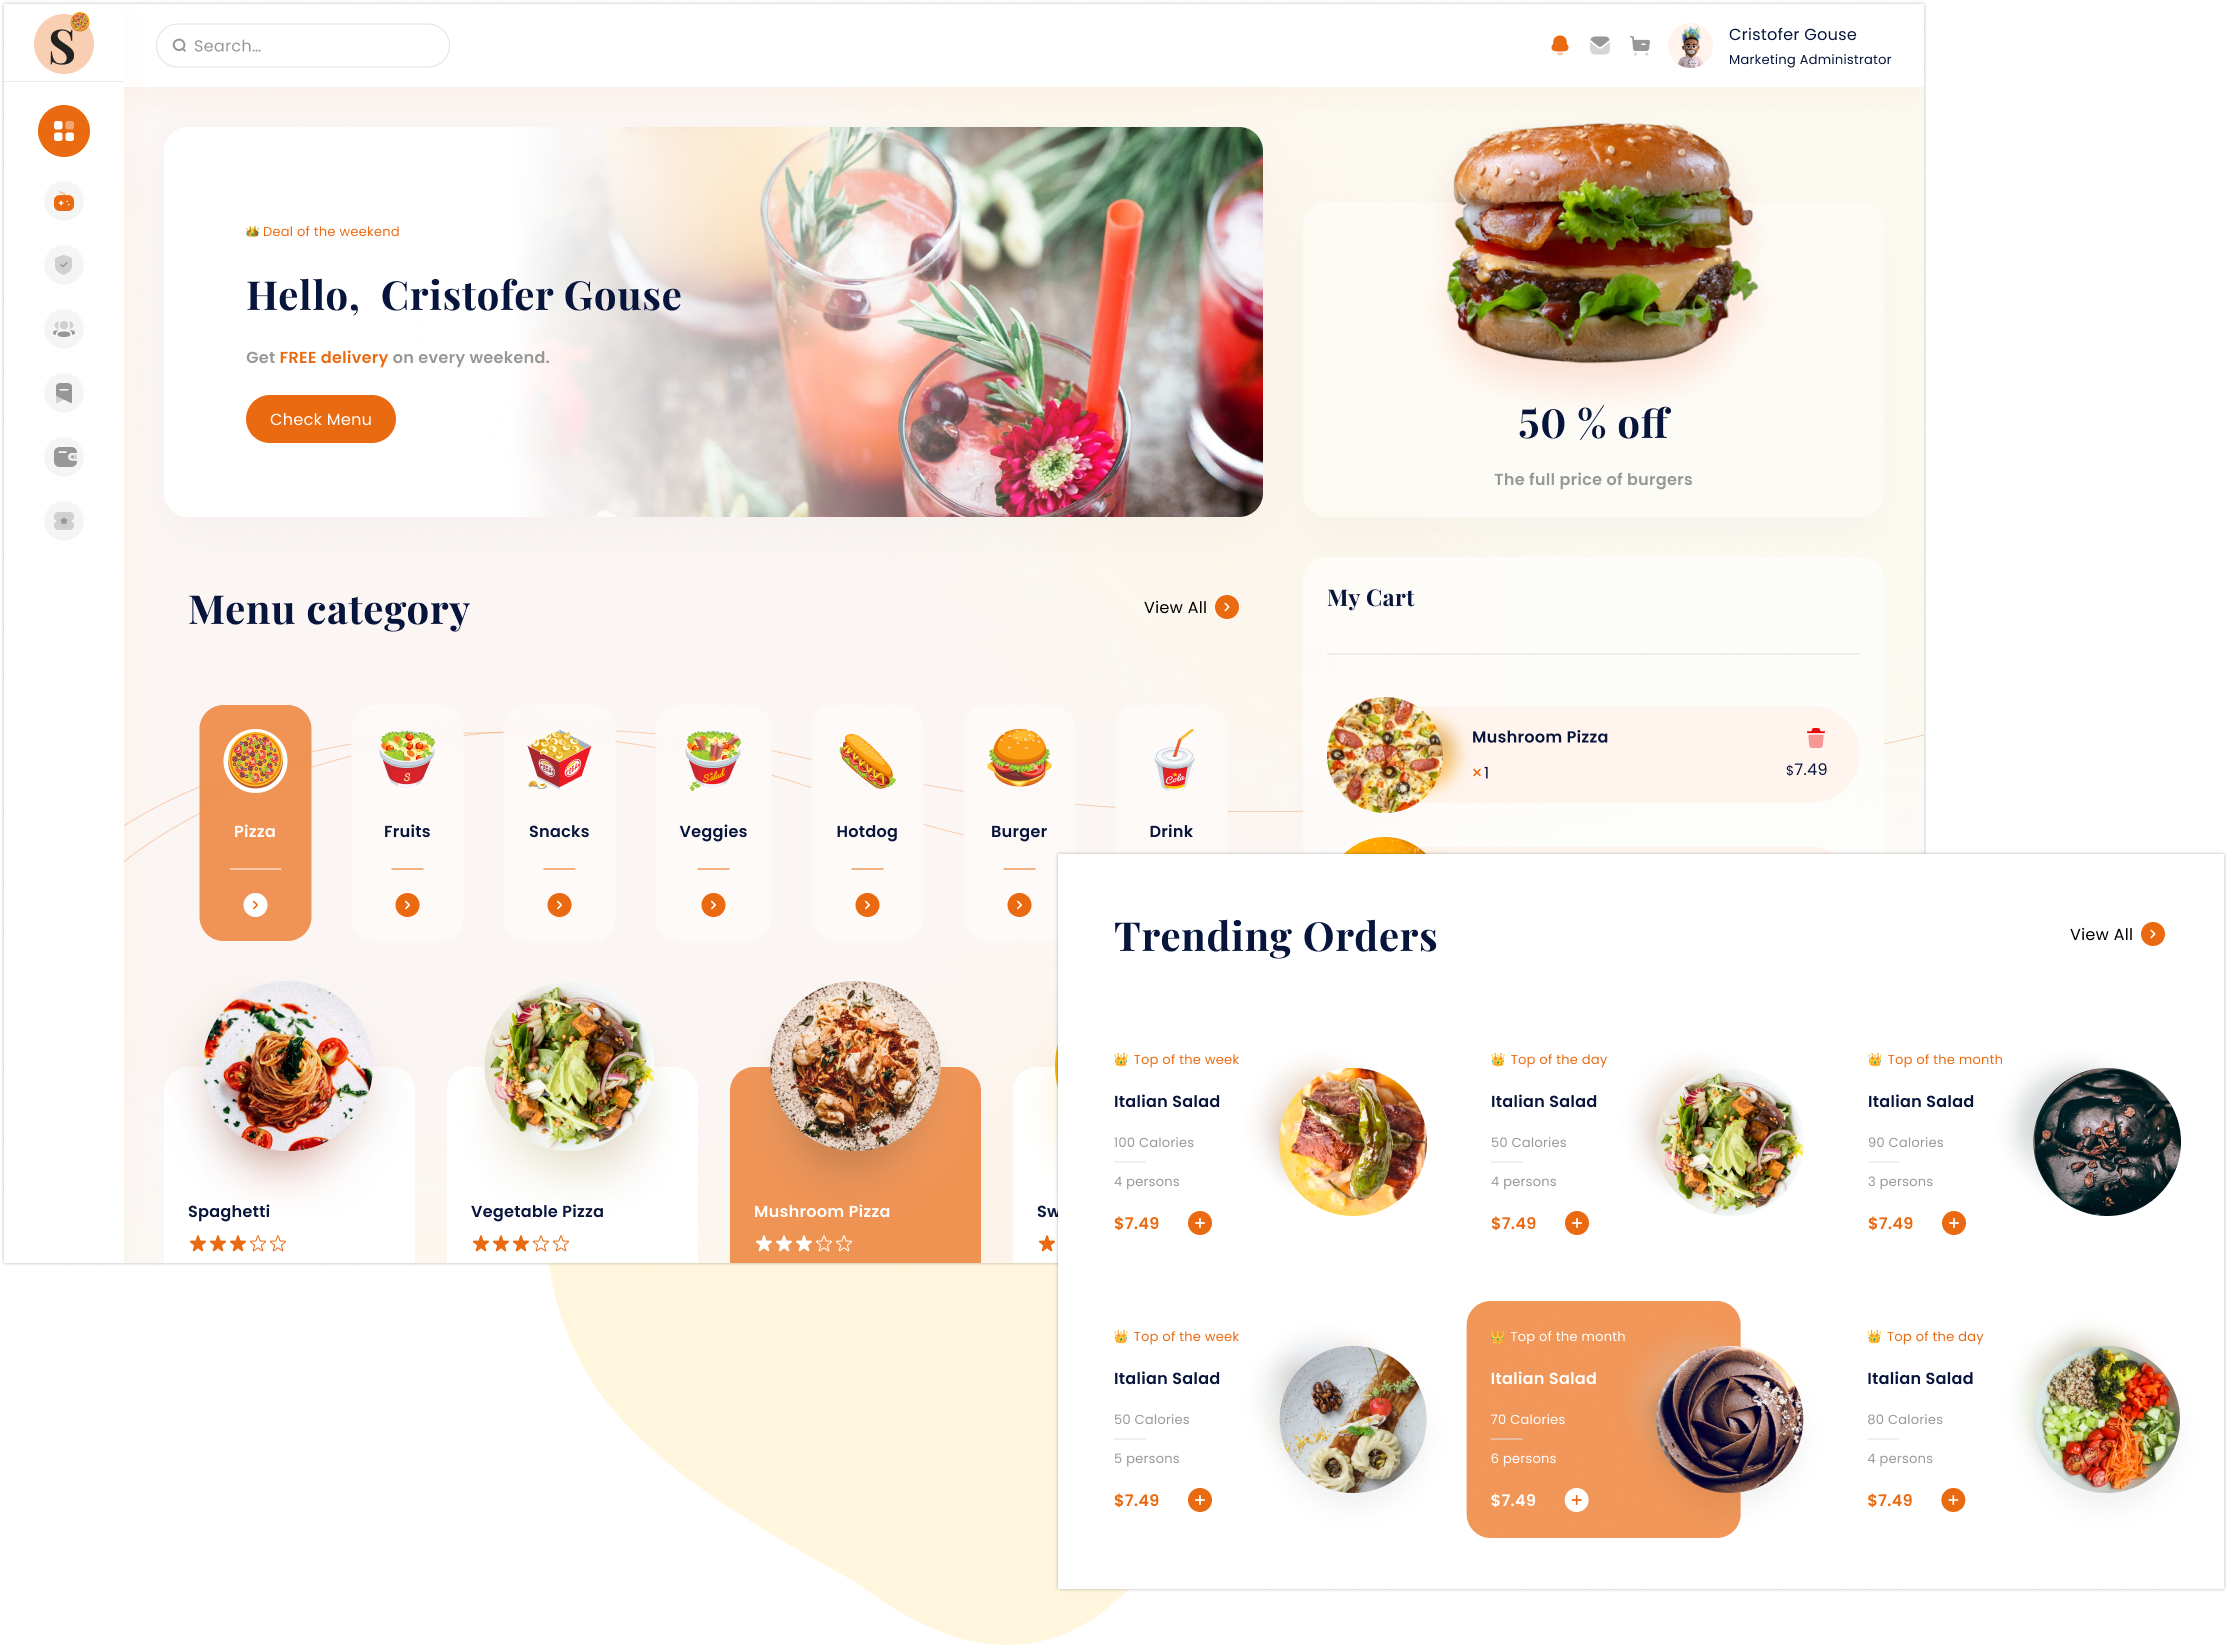 S
Search...
Cristofer Gouse
Marketing Administrator
Deal of the weekend
Hello, Cristofer Gouse
Get FREE delivery on every weekend.
Check Menu
50 % off
The full price of burgers
Menu category
View All
My Cart
Mushroom Pizza
×1
$7.49
S
Salad
Cola
Pizza
Fruits
Snacks
Veggies
Hotdog
Burger
Drink
Spaghetti
Vegetable Pizza
Mushroom Pizza
Sw
Trending Orders
View All
Top of the week
Italian Salad
100 Calories
4 persons
$7.49
Top of the day
Italian Salad
50 Calories
4 persons
$7.49
Top of the month
Italian Salad
90 Calories
3 persons
$7.49
Top of the week
Italian Salad
50 Calories
5 persons
$7.49
Top of the month
Italian Salad
70 Calories
6 persons
$7.49
Top of the day
Italian Salad
80 Calories
4 persons
$7.49